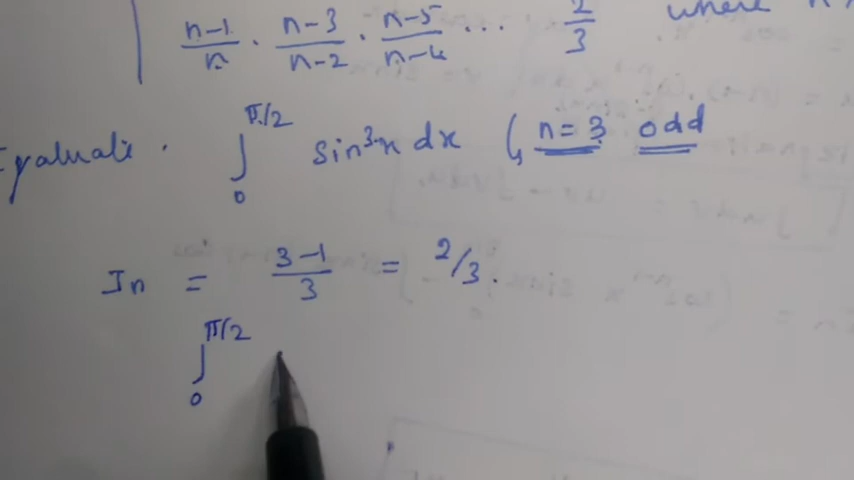 n-1/n · n-3/n-2 · n-5/n-4 ... 2/3 where n
Evaluate · ∫₀^π/2 sin³x dx (, n=3 odd
In = 3-1/3 = 2/3.
∫₀^π/2